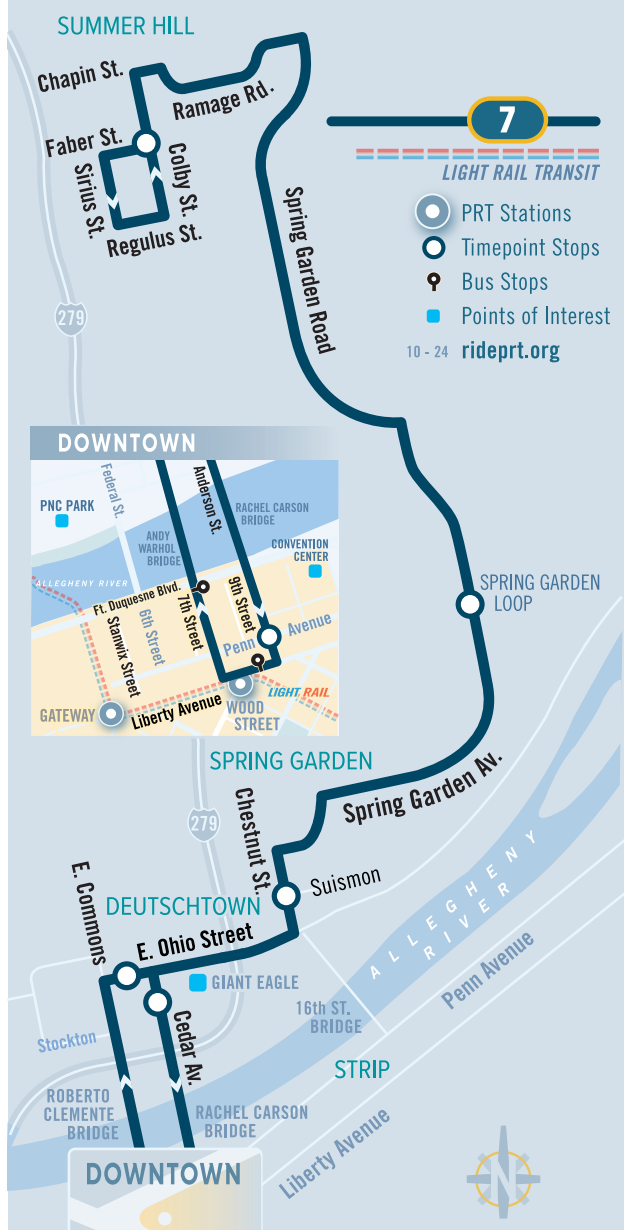 SUMMER HILL
Chapin St.
Ramage Rd.
7
LIGHT RAIL TRANSIT
Faber St.
Sirius St.
Colby St.
Regulus St.
Spring Garden Road
PRT Stations
Timepoint Stops
Bus Stops
Points of Interest
10 - 24 rideprt.org
279
DOWNTOWN
Federal St.
Anderson St.
PNC PARK
RACHEL CARSON
BRIDGE
ANDY
WARHOL
BRIDGE
CONVENTION
CENTER
ALLEGHENY RIVER
Ft. Duquesne Blvd.
Stanwix Street
6th Street
7th Street
9th Street
Penn Avenue
LIGHT RAIL
GATEWAY
Liberty Avenue
WOOD
STREET
SPRING GARDEN
LOOP
SPRING GARDEN
Spring Garden Av.
279
Chestnut St.
Suismon
E. Commons
DEUTSCHTOWN
E. Ohio Street
GIANT EAGLE
ALLEGHENY
RIVER
Penn Avenue
16th ST.
BRIDGE
Stockton
Cedar Av.
STRIP
ROBERTO
CLEMENTE
BRIDGE
RACHEL CARSON
BRIDGE
Liberty Avenue
DOWNTOWN
N